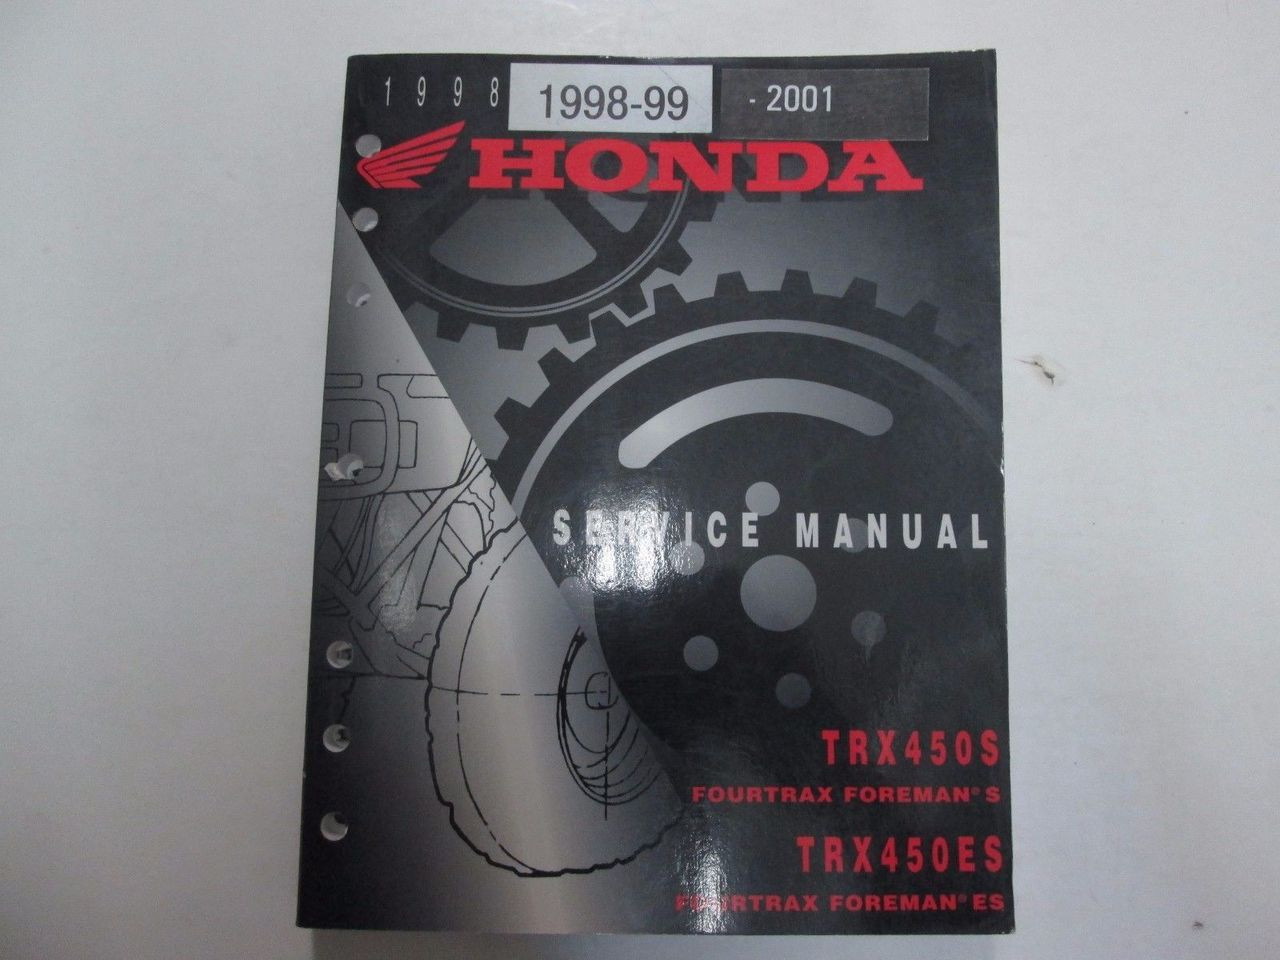 1998 1998-99 - 2001
HONDA
SERVICE MANUAL
TRX450S
FOURTRAX FOREMAN® S
TRX450ES
FOURTRAX FOREMAN® ES